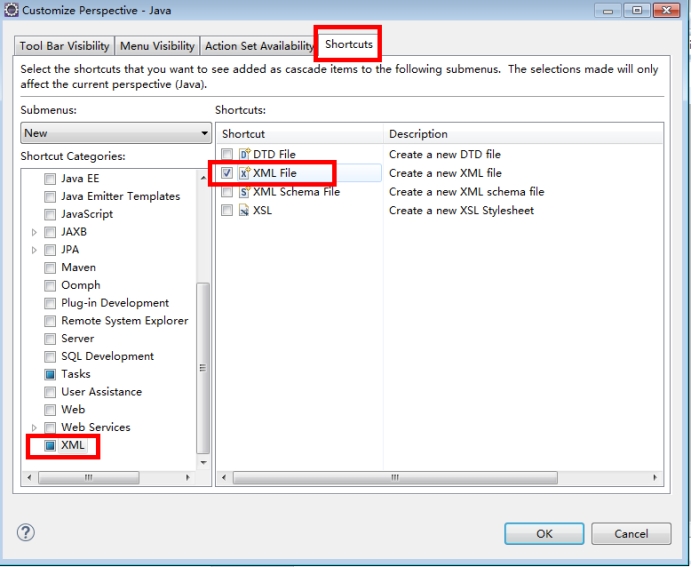 Customize Perspective - Java
Tool Bar Visibility Menu Visibility Action Set Availability Shortcuts
Select the shortcuts that you want to see added as cascade items to the following submenus. The selections made will only
affect the current perspective (Java).
Submenus:
New
Shortcut Categories:
Java EE
Java Emitter Templates
JavaScript
JAXB
JPA
Maven
Oomph
Plug-in Development
Remote System Explorer
Server
SQL Development
Tasks
User Assistance
Web
Web Services
XML
Shortcuts:
Shortcut Description
DTD File Create a new DTD file
XML File Create a new XML file
XML Schema File Create a new XML schema file
XSL Create a new XSL Stylesheet
OK Cancel